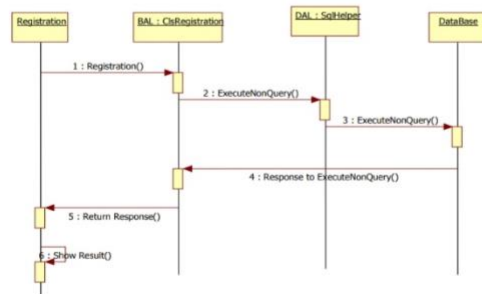 Registration
BAL : ClsRegistration
DAL : SqlHelper
DataBase
1 : Registration()
2 : ExecuteNonQuery()
3 : ExecuteNonQuery()
4 : Response to ExecuteNonQuery()
5 : Return Response()
6 : Show Result()